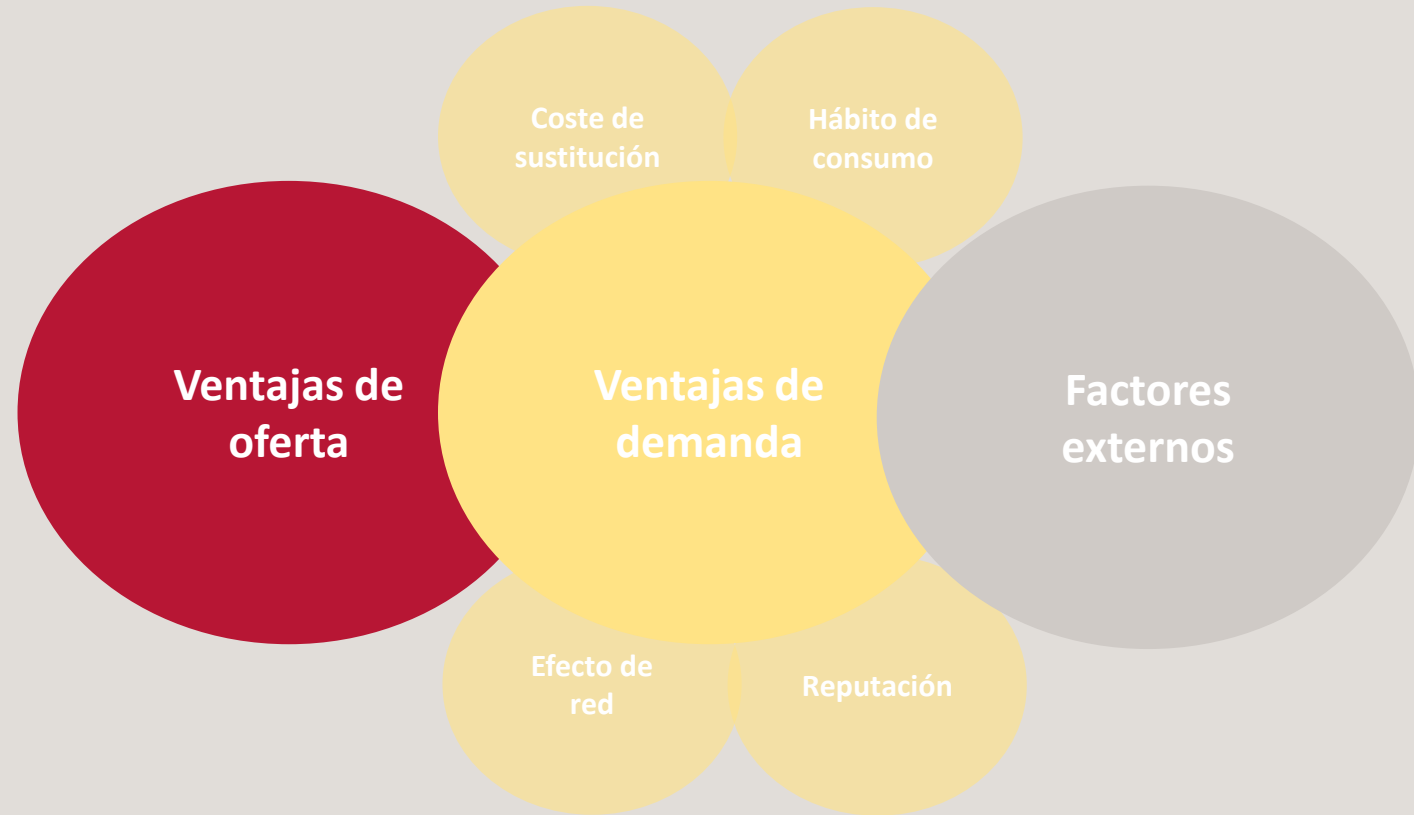 Coste de
sustitución
Hábito de
consumo
Ventajas de
oferta
Ventajas de
demanda
Factores
externos
Efecto de
red
Reputación